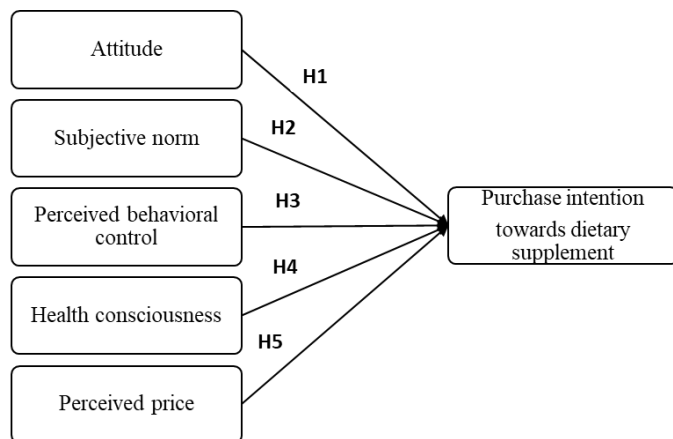 Attitude
H1
Subjective norm
H2
Perceived behavioral
control
H3
Health consciousness
H4
Perceived price
H5
Purchase intention
towards dietary
supplement